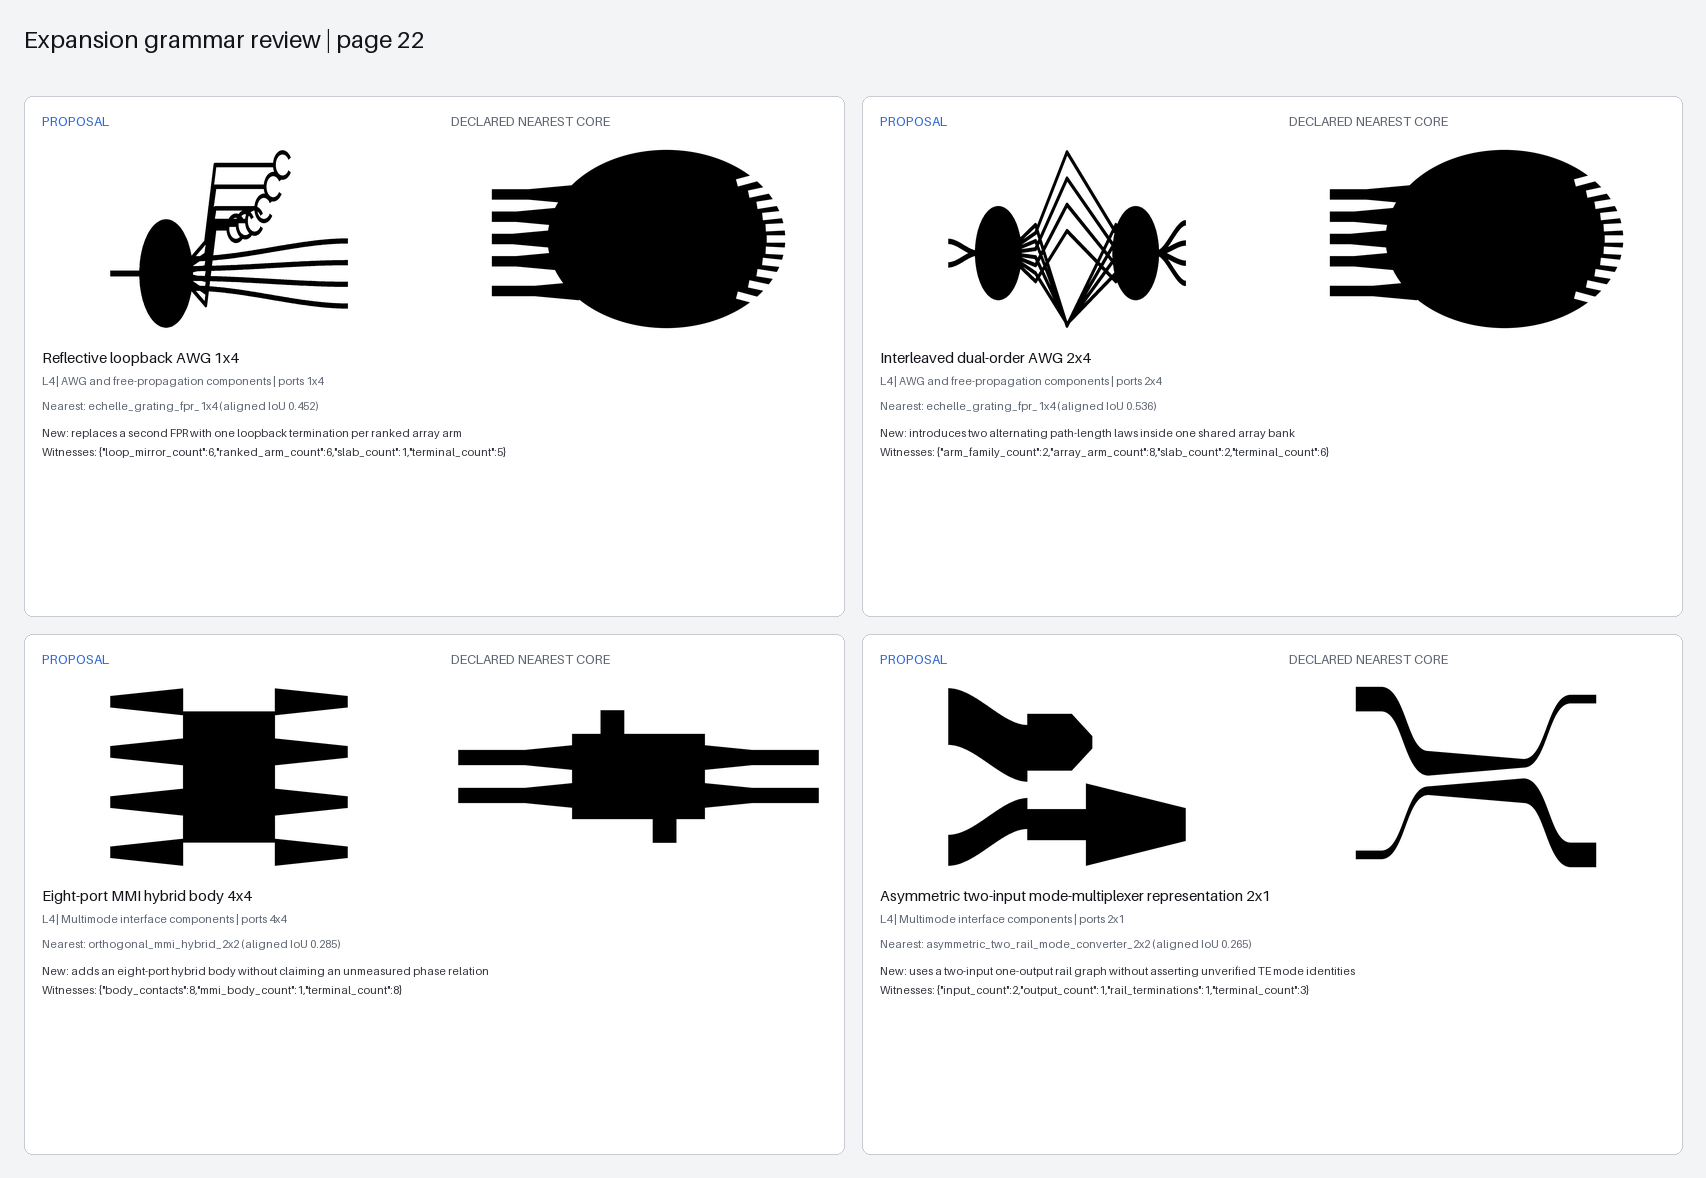 Expansion grammar review | page 22
PROPOSAL
DECLARED NEAREST CORE
Reflective loopback AWG 1x4
L4 | AWG and free-propagation components | ports 1x4
Nearest: echelle_grating_fpr_1x4 (aligned IoU 0.452)
New: replaces a second FPR with one loopback termination per ranked array arm
Witnesses: {"loop_mirror_count":6,"ranked_arm_count":6,"slab_count":1,"terminal_count":5}
PROPOSAL
DECLARED NEAREST CORE
Interleaved dual-order AWG 2x4
L4 | AWG and free-propagation components | ports 2x4
Nearest: echelle_grating_fpr_1x4 (aligned IoU 0.536)
New: introduces two alternating path-length laws inside one shared array bank
Witnesses: {"arm_family_count":2,"array_arm_count":8,"slab_count":2,"terminal_count":6}
PROPOSAL
DECLARED NEAREST CORE
Eight-port MMI hybrid body 4x4
L4 | Multimode interface components | ports 4x4
Nearest: orthogonal_mmi_hybrid_2x2 (aligned IoU 0.285)
New: adds an eight-port hybrid body without claiming an unmeasured phase relation
Witnesses: {"body_contacts":8,"mmi_body_count":1,"terminal_count":8}
PROPOSAL
DECLARED NEAREST CORE
Asymmetric two-input mode-multiplexer representation 2x1
L4 | Multimode interface components | ports 2x1
Nearest: asymmetric_two_rail_mode_converter_2x2 (aligned IoU 0.265)
New: uses a two-input one-output rail graph without asserting unverified TE mode identities
Witnesses: {"input_count":2,"output_count":1,"rail_terminations":1,"terminal_count":3}